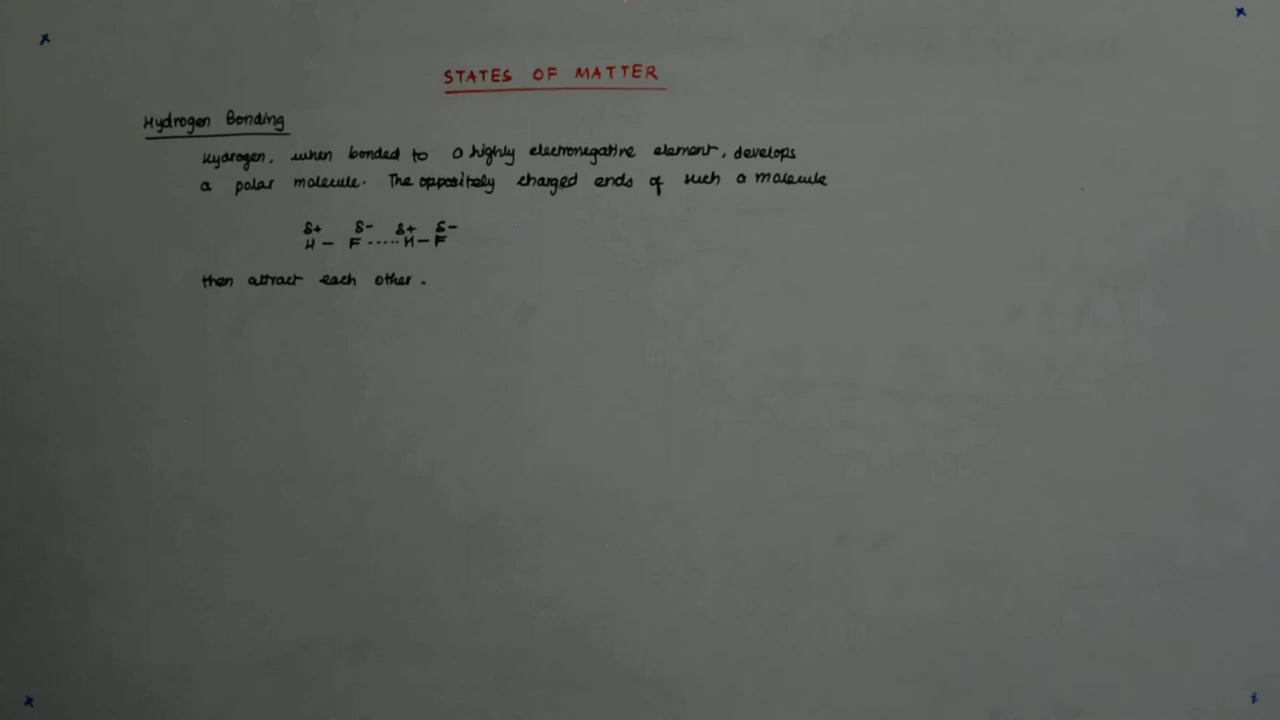 STATES OF MATTER
Hydrogen Bonding
Hydrogen, when bonded to a highly electronegative element, develops
a polar molecule. The oppositely charged ends of such a molecule
δ+ δ- δ+ δ-
H - F ..... H - F
then attract each other.